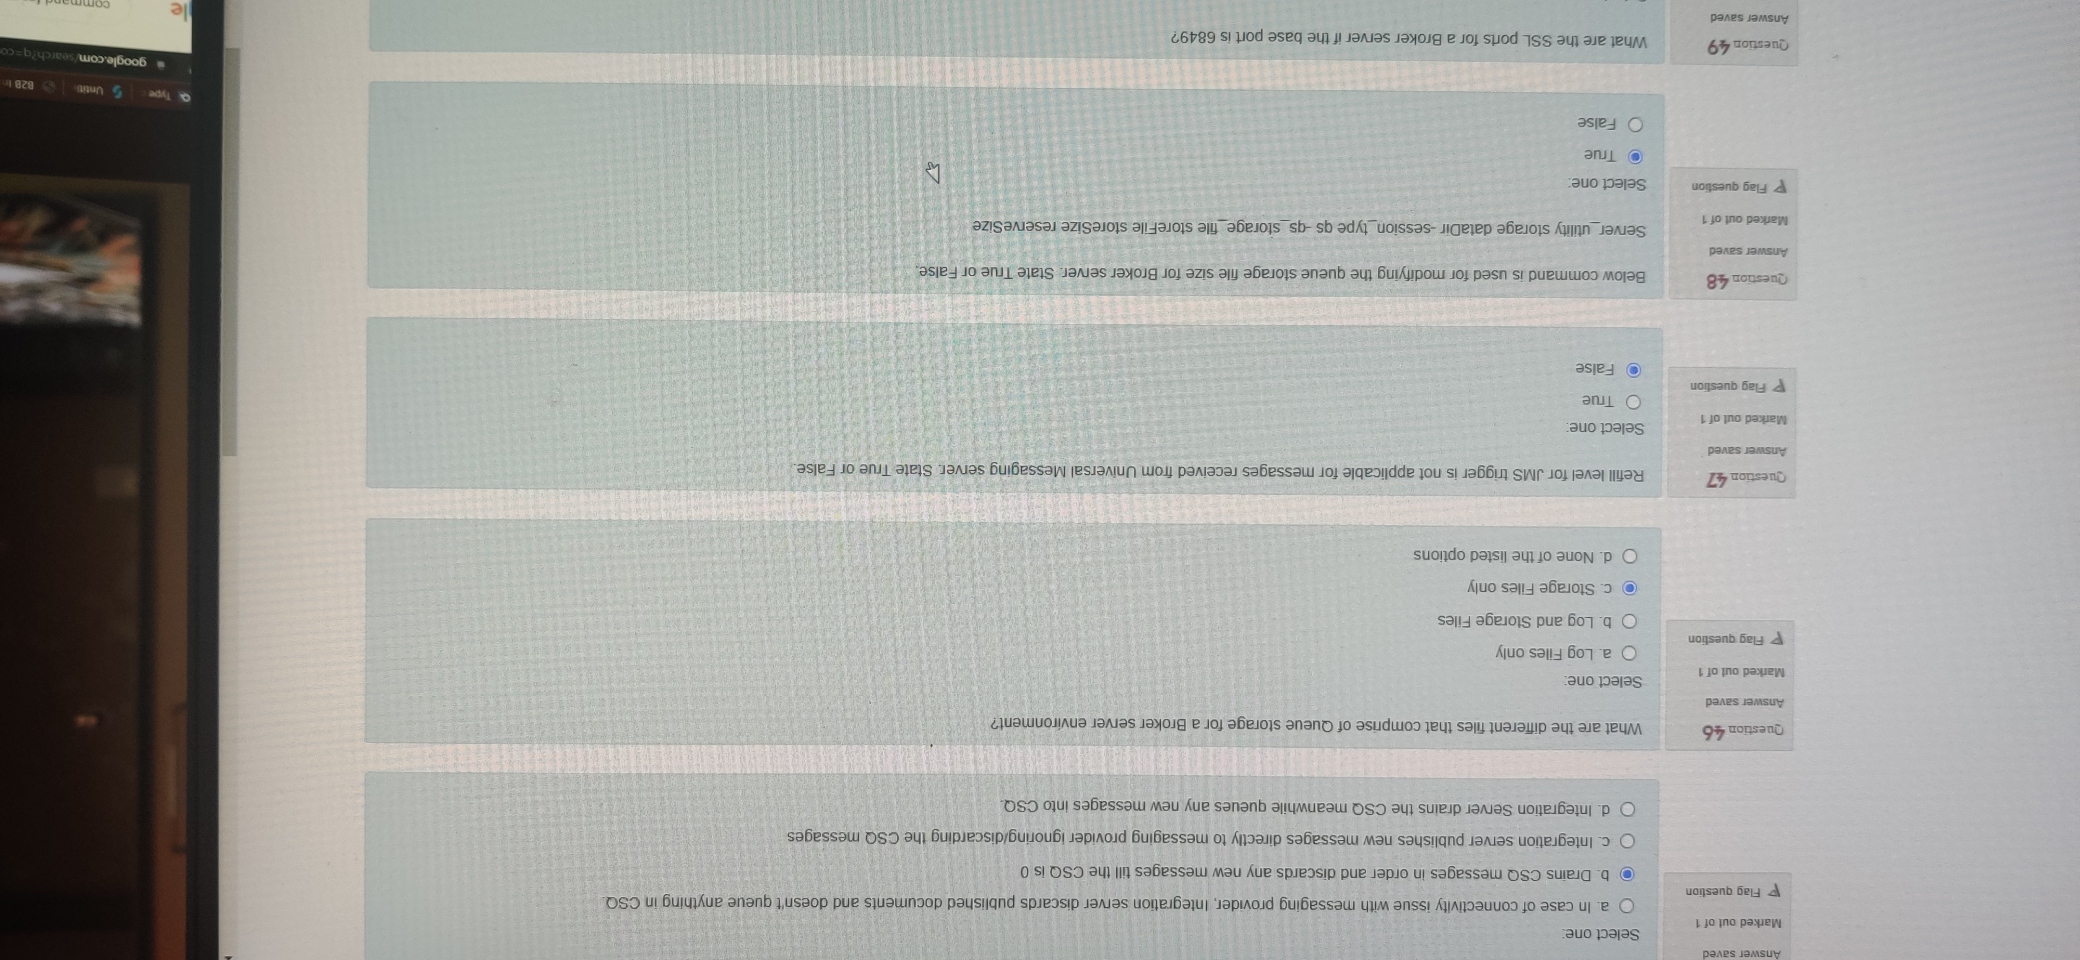 Answer saved
Marked out of 1
Flag question
Select one:
a. In case of connectivity issue with messaging provider, Integration server discards published documents and doesn't queue anything in CSQ.
b. Drains CSQ messages in order and discards any new messages till the CSQ is 0
c. Integration server publishes new messages directly to messaging provider ignoring/discarding the CSQ messages
d. Integration Server drains the CSQ meanwhile queues any new messages into CSQ.
Question 46
Answer saved
Marked out of 1
Flag question
What are the different files that comprise of Queue storage for a Broker server environment?
Select one:
a. Log Files only
b. Log and Storage Files
c. Storage Files only
d. None of the listed options
Question 47
Answer saved
Marked out of 1
Flag question
Refill level for JMS trigger is not applicable for messages received from Universal Messaging server. State True or False.
Select one:
True
False
Question 48
Answer saved
Marked out of 1
Flag question
Below command is used for modifying the queue storage file size for Broker server. State True or False.
Server_utility storage dataDir -session_type qs -qs_storage_file storeFile storeSize reserveSize
Select one:
True
False
Question 49
Answer saved
What are the SSL ports for a Broker server if the base port is 6849?
Type
Untitl
B2B In
google.com/search?q=co
le